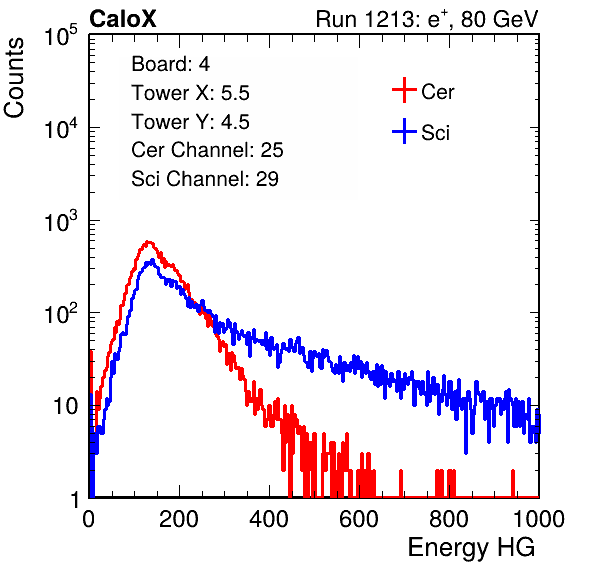 CaloX Run 1213: e⁺, 80 GeV
Counts
Board: 4
Tower X: 5.5
Tower Y: 4.5
Cer Channel: 25
Sci Channel: 29
Cer
Sci
10⁵
10⁴
10³
10²
10
1
0 200 400 600 800 1000
Energy HG